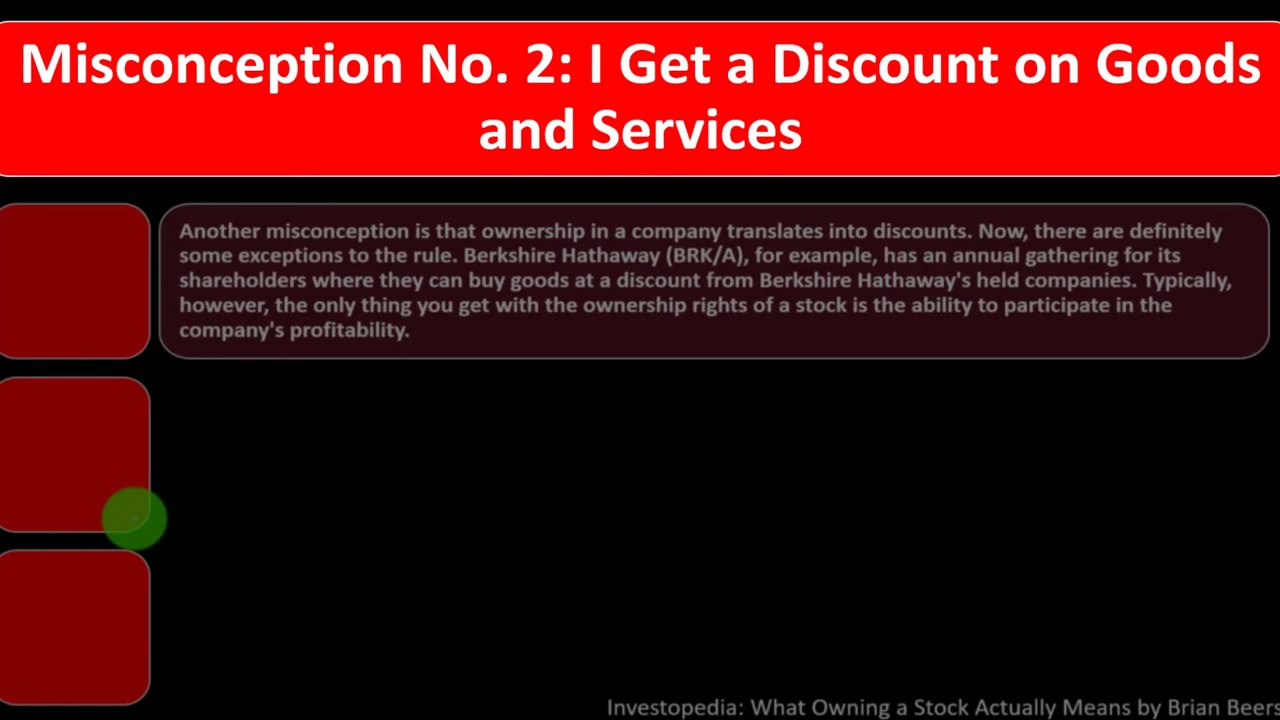 Misconception No. 2: I Get a Discount on Goods
and Services
Another misconception is that ownership in a company translates into discounts. Now, there are definitely
some exceptions to the rule. Berkshire Hathaway (BRK/A), for example, has an annual gathering for its
shareholders where they can buy goods at a discount from Berkshire Hathaway's held companies. Typically,
however, the only thing you get with the ownership rights of a stock is the ability to participate in the
company's profitability.
Investopedia: What Owning a Stock Actually Means by Brian Beers